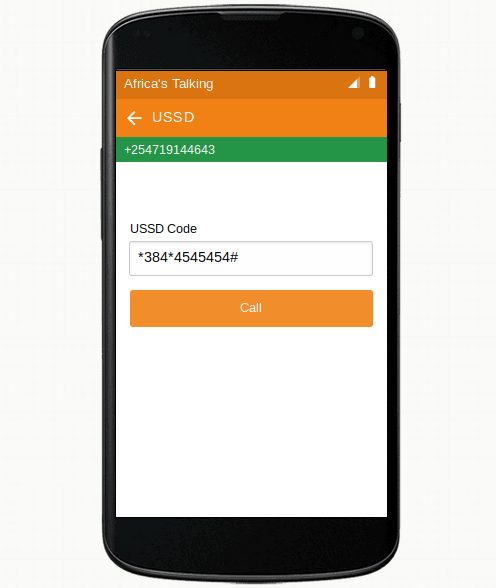 Africa's Talking
USSD
+254719144643
USSD Code
*384*4545454#
Call